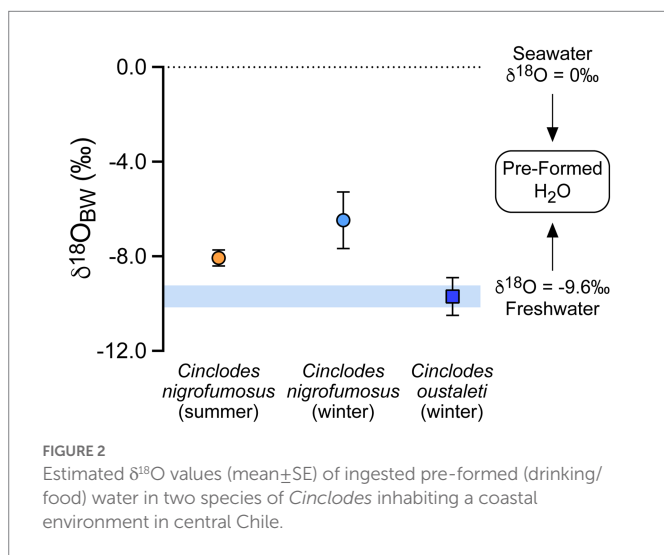 Seawater
δ¹⁸O = 0‰
0.0
-4.0
-8.0
-12.0
δ¹⁸O_BW (‰)
Pre-Formed
H₂O
δ¹⁸O = -9.6‰
Freshwater
Cinclodes
nigrofumosus
(summer)
Cinclodes
nigrofumosus
(winter)
Cinclodes
oustaleti
(winter)
FIGURE 2
Estimated δ¹⁸O values (mean±SE) of ingested pre-formed (drinking/
food) water in two species of Cinclodes inhabiting a coastal
environment in central Chile.